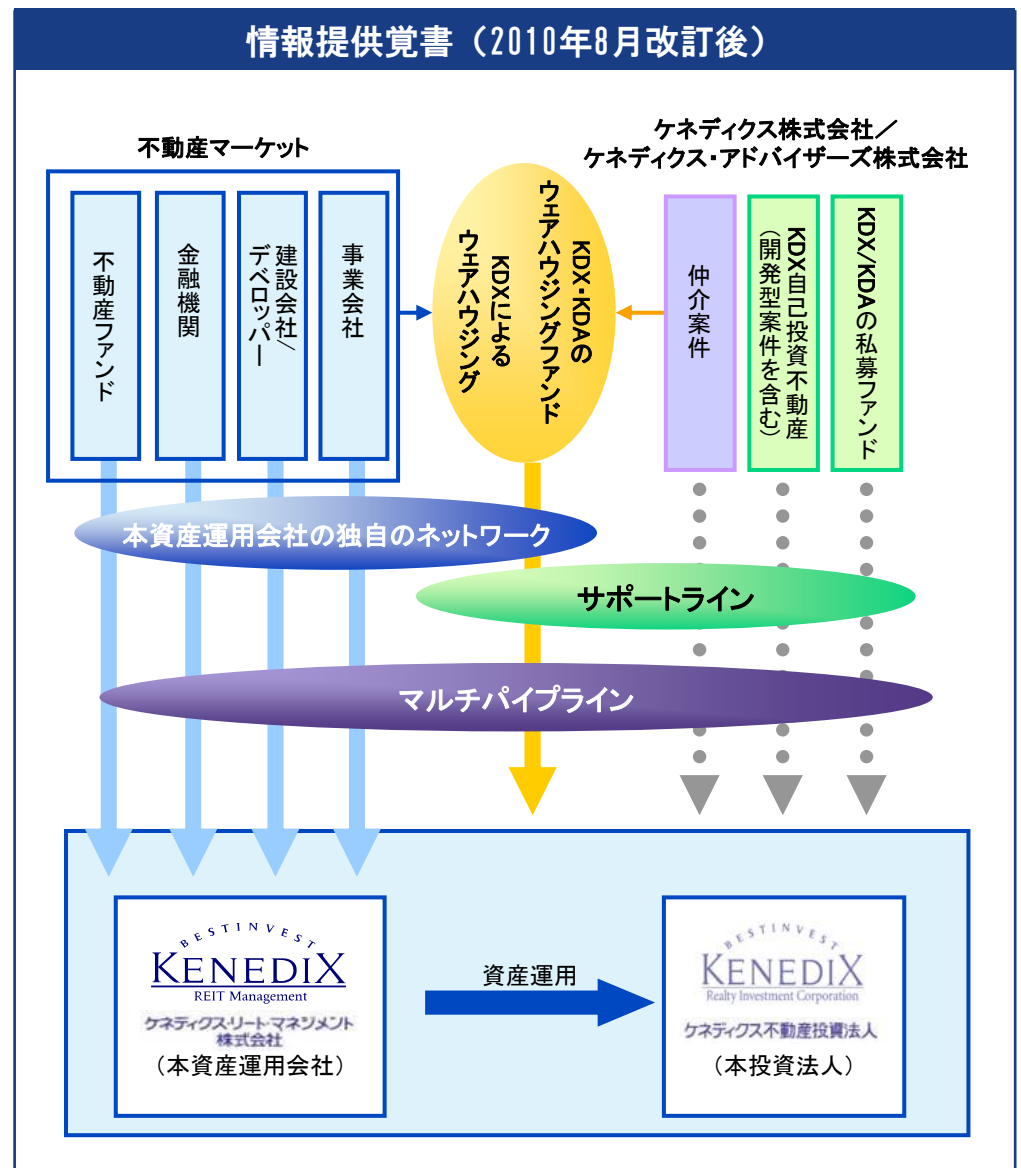 情報提供覚書（2010年8月改訂後）
不動産マーケット
ケネディクス株式会社／
ケネディクス・アドバイザーズ株式会社
不動産ファンド
金融機関
建設会社／
デベロッパー
事業会社
KDX・KDAの
ウェアハウジングファンド
KDXによる
ウェアハウジング
仲介案件
KDX自己投資不動産
（開発型案件を含む）
KDX/KDAの私募ファンド
本資産運用会社の独自のネットワーク
サポートライン
マルチパイプライン
BESTINVEST
KENEDIX
REIT Management
ケネディクス・リート・マネジメント
株式会社
（本資産運用会社）
資産運用
BESTINVEST
KENEDIX
Realty Investment Corporation
ケネディクス不動産投資法人
（本投資法人）